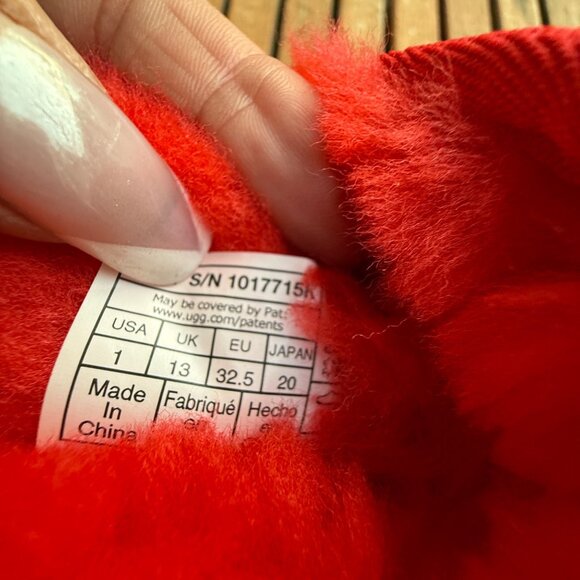 S/N 1017715K
May be covered by Pat.
www.ugg.com/patents
USA UK EU JAPAN
1 13 32.5 20
Made Fabriqué Hecho
In
China